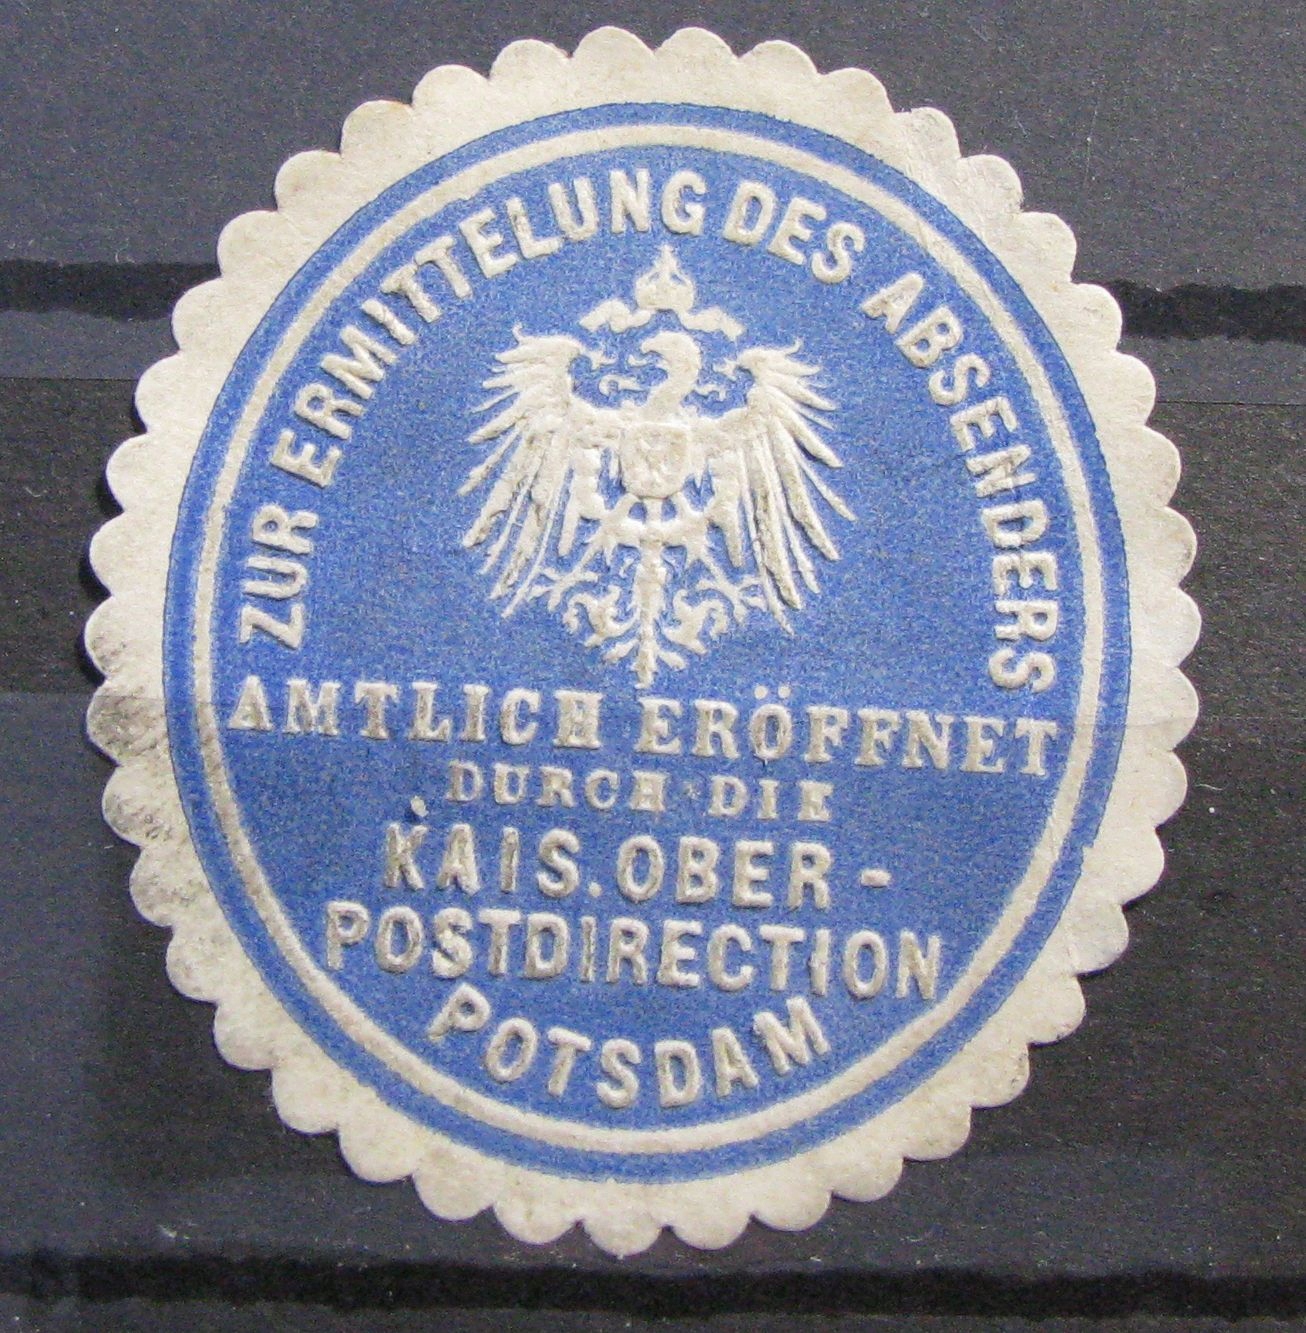 ZUR ERMITTELUNG DES ABSENDERS
AMTLICH ERÖFFNET
DURCH DIE
KAIS. OBER-
POSTDIRECTION
POTSDAM